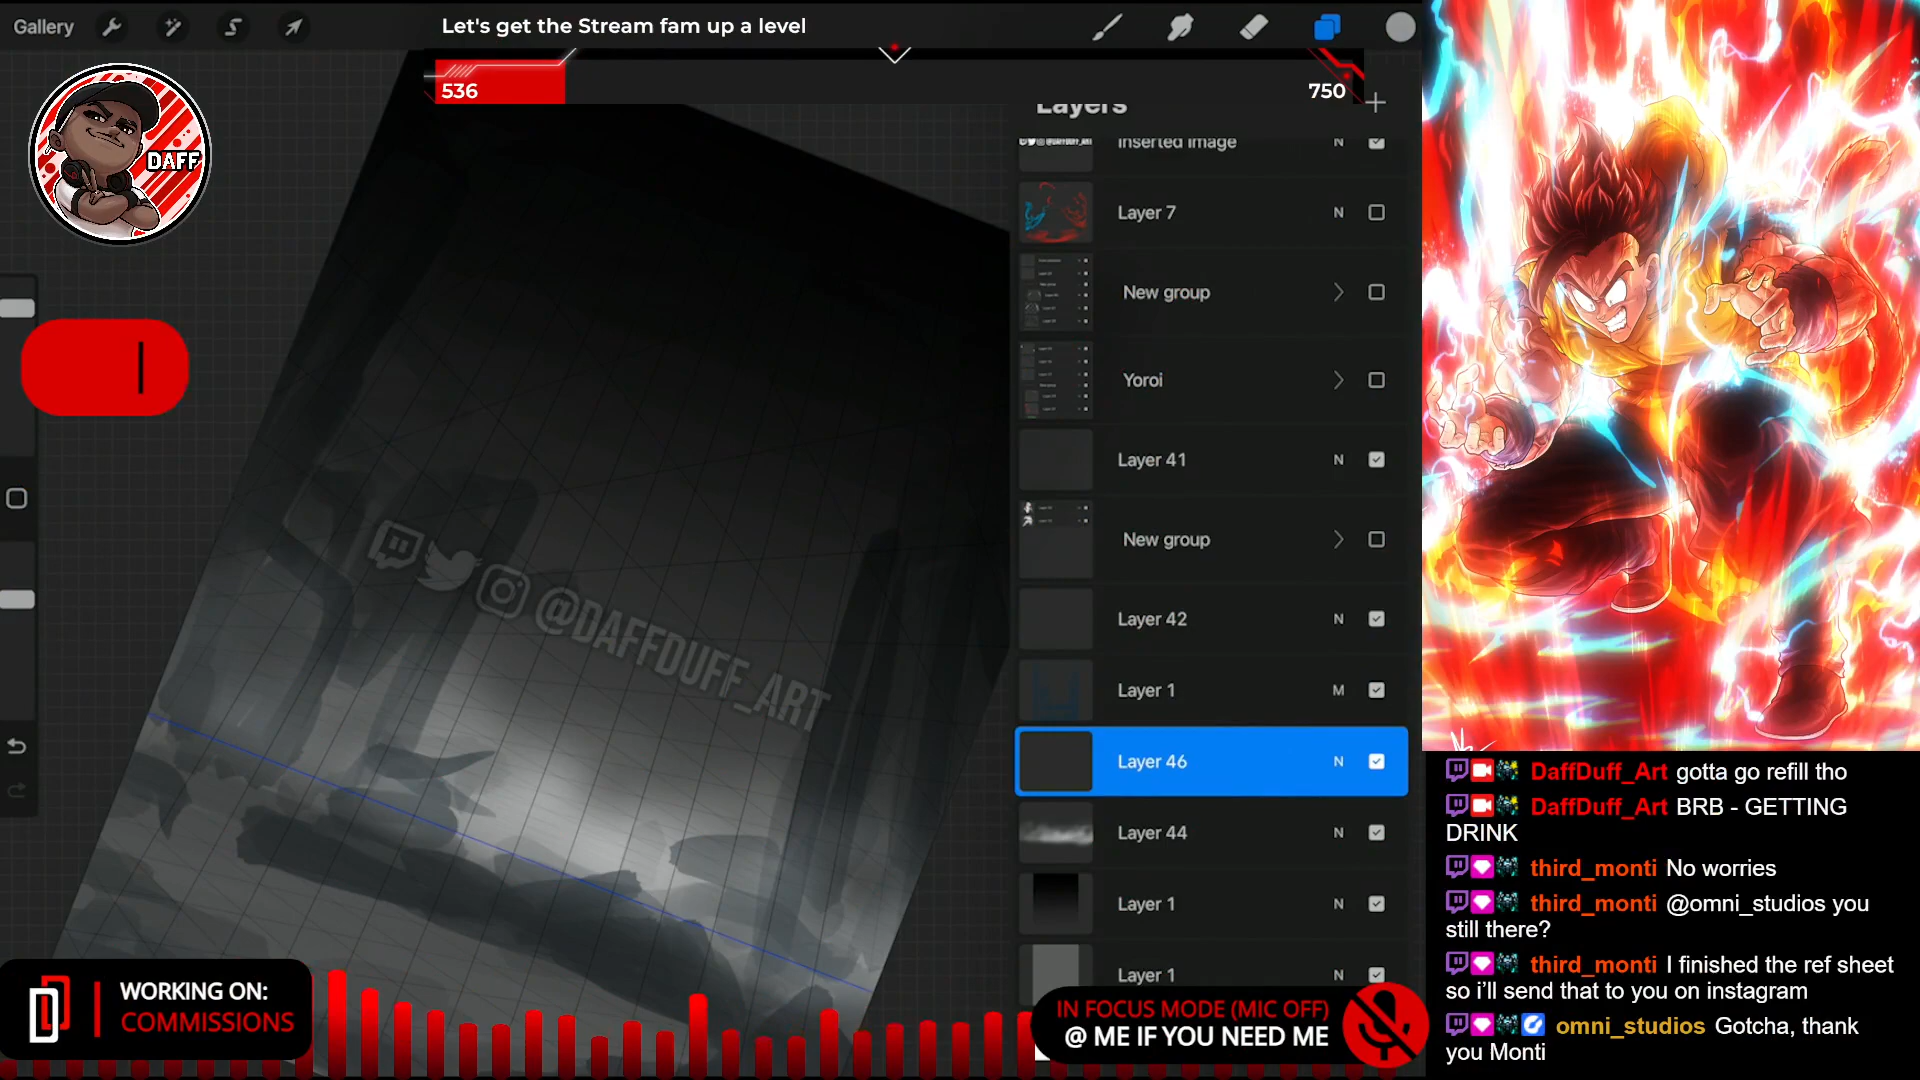 Gallery
Let's get the Stream fam up a level
536
750
DAFF
Layers
Inserted Image
N
Layer 7
N
New group
Yoroi
Layer 41
N
New group
Layer 42
N
Layer 1
M
Layer 46
N
Layer 44
N
Layer 1
N
Layer 1
N
@DAFFDUFF_ART
WORKING ON:
COMMISSIONS
IN FOCUS MODE (MIC OFF)
@ ME IF YOU NEED ME
DaffDuff_Art gotta go refill tho
DaffDuff_Art BRB - GETTING
DRINK
third_monti No worries
third_monti @omni_studios you
still there?
third_monti I finished the ref sheet
so i'll send that to you on instagram
omni_studios Gotcha, thank
you Monti